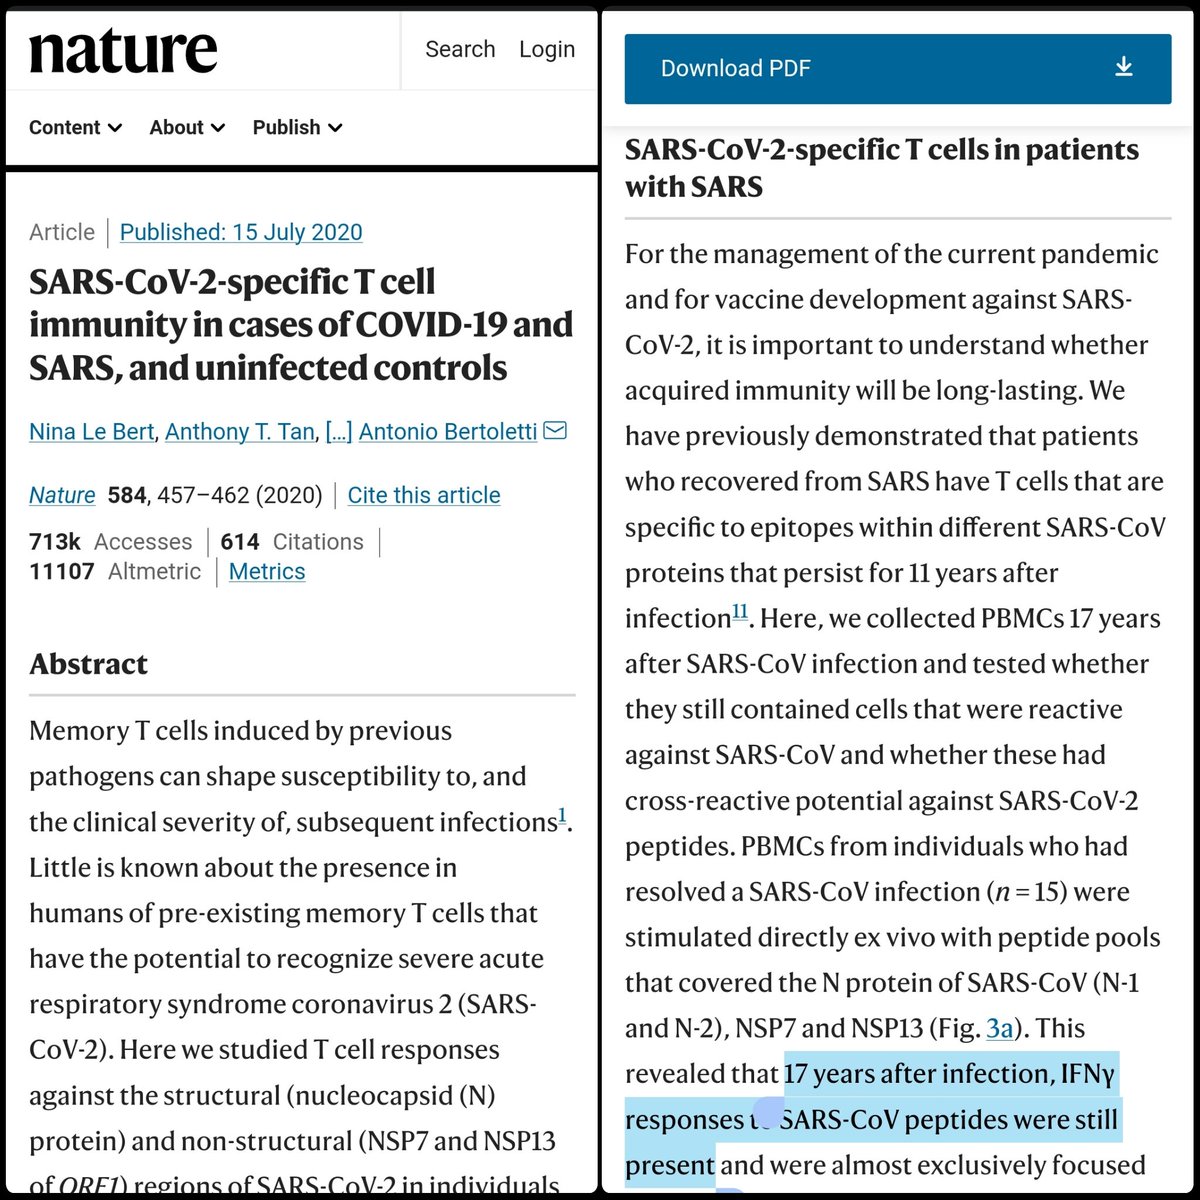 nature
Search Login
Content About Publish
Article Published: 15 July 2020
SARS-CoV-2-specific T cell
immunity in cases of COVID-19 and
SARS, and uninfected controls
Nina Le Bert, Anthony T. Tan, [...] Antonio Bertoletti
Nature 584, 457–462 (2020) Cite this article
713k Accesses 614 Citations
11107 Altmetric Metrics
Abstract
Memory T cells induced by previous
pathogens can shape susceptibility to, and
the clinical severity of, subsequent infections1.
Little is known about the presence in
humans of pre-existing memory T cells that
have the potential to recognize severe acute
respiratory syndrome coronavirus 2 (SARS-
CoV-2). Here we studied T cell responses
against the structural (nucleocapsid (N)
protein) and non-structural (NSP7 and NSP13
of ORF1) regions of SARS-CoV-2 in individuals
Download PDF
SARS-CoV-2-specific T cells in patients
with SARS
For the management of the current pandemic
and for vaccine development against SARS-
CoV-2, it is important to understand whether
acquired immunity will be long-lasting. We
have previously demonstrated that patients
who recovered from SARS have T cells that are
specific to epitopes within different SARS-CoV
proteins that persist for 11 years after
infection11. Here, we collected PBMCs 17 years
after SARS-CoV infection and tested whether
they still contained cells that were reactive
against SARS-CoV and whether these had
cross-reactive potential against SARS-CoV-2
peptides. PBMCs from individuals who had
resolved a SARS-CoV infection (n = 15) were
stimulated directly ex vivo with peptide pools
that covered the N protein of SARS-CoV (N-1
and N-2), NSP7 and NSP13 (Fig. 3a). This
revealed that 17 years after infection, IFNγ
responses to SARS-CoV peptides were still
present and were almost exclusively focused